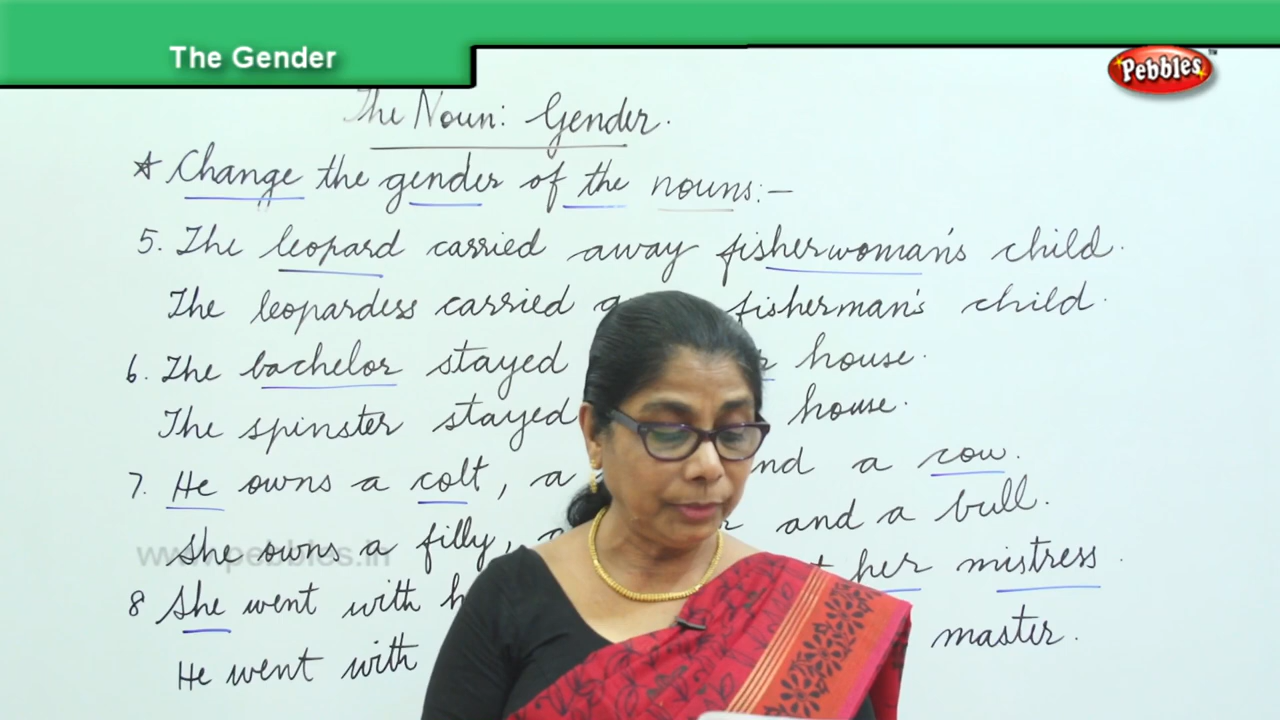 The Gender
Pebbles
The Noun: Gender.
* Change the gender of the nouns:-
5. The leopard carried away fisherwoman's child.
The leopardess carried fisherman's child.
6. The bachelor stayed house.
The spinster stayed house.
7. He owns a colt, a and a cow.
She owns a filly, and a bull.
www.pebbles.in
8 She went with her mistress.
He went with master.